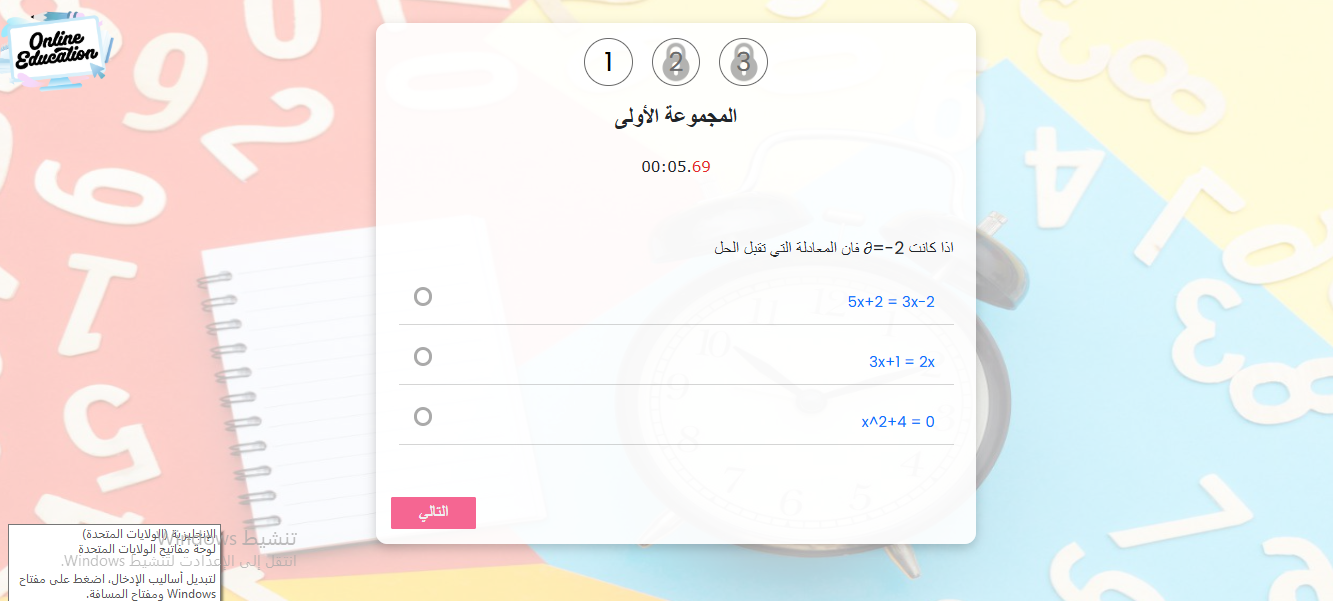 Online
Education
1 2 3
المجموعة الأولى
00:05.69
اذا كانت ∂=-2 فان المعادلة التي تقبل الحل
5x+2 = 3x-2
3x+1 = 2x
x^2+4 = 0
التالي
تنشيط Windows
انتقل إلى الإعدادت لتنشيط Windows.
الإنجليزية (الولايات المتحدة)
لوحة مفاتيح الولايات المتحدة
لتبديل أساليب الإدخال، اضغط على مفتاح
Windows ومفتاح المسافة.